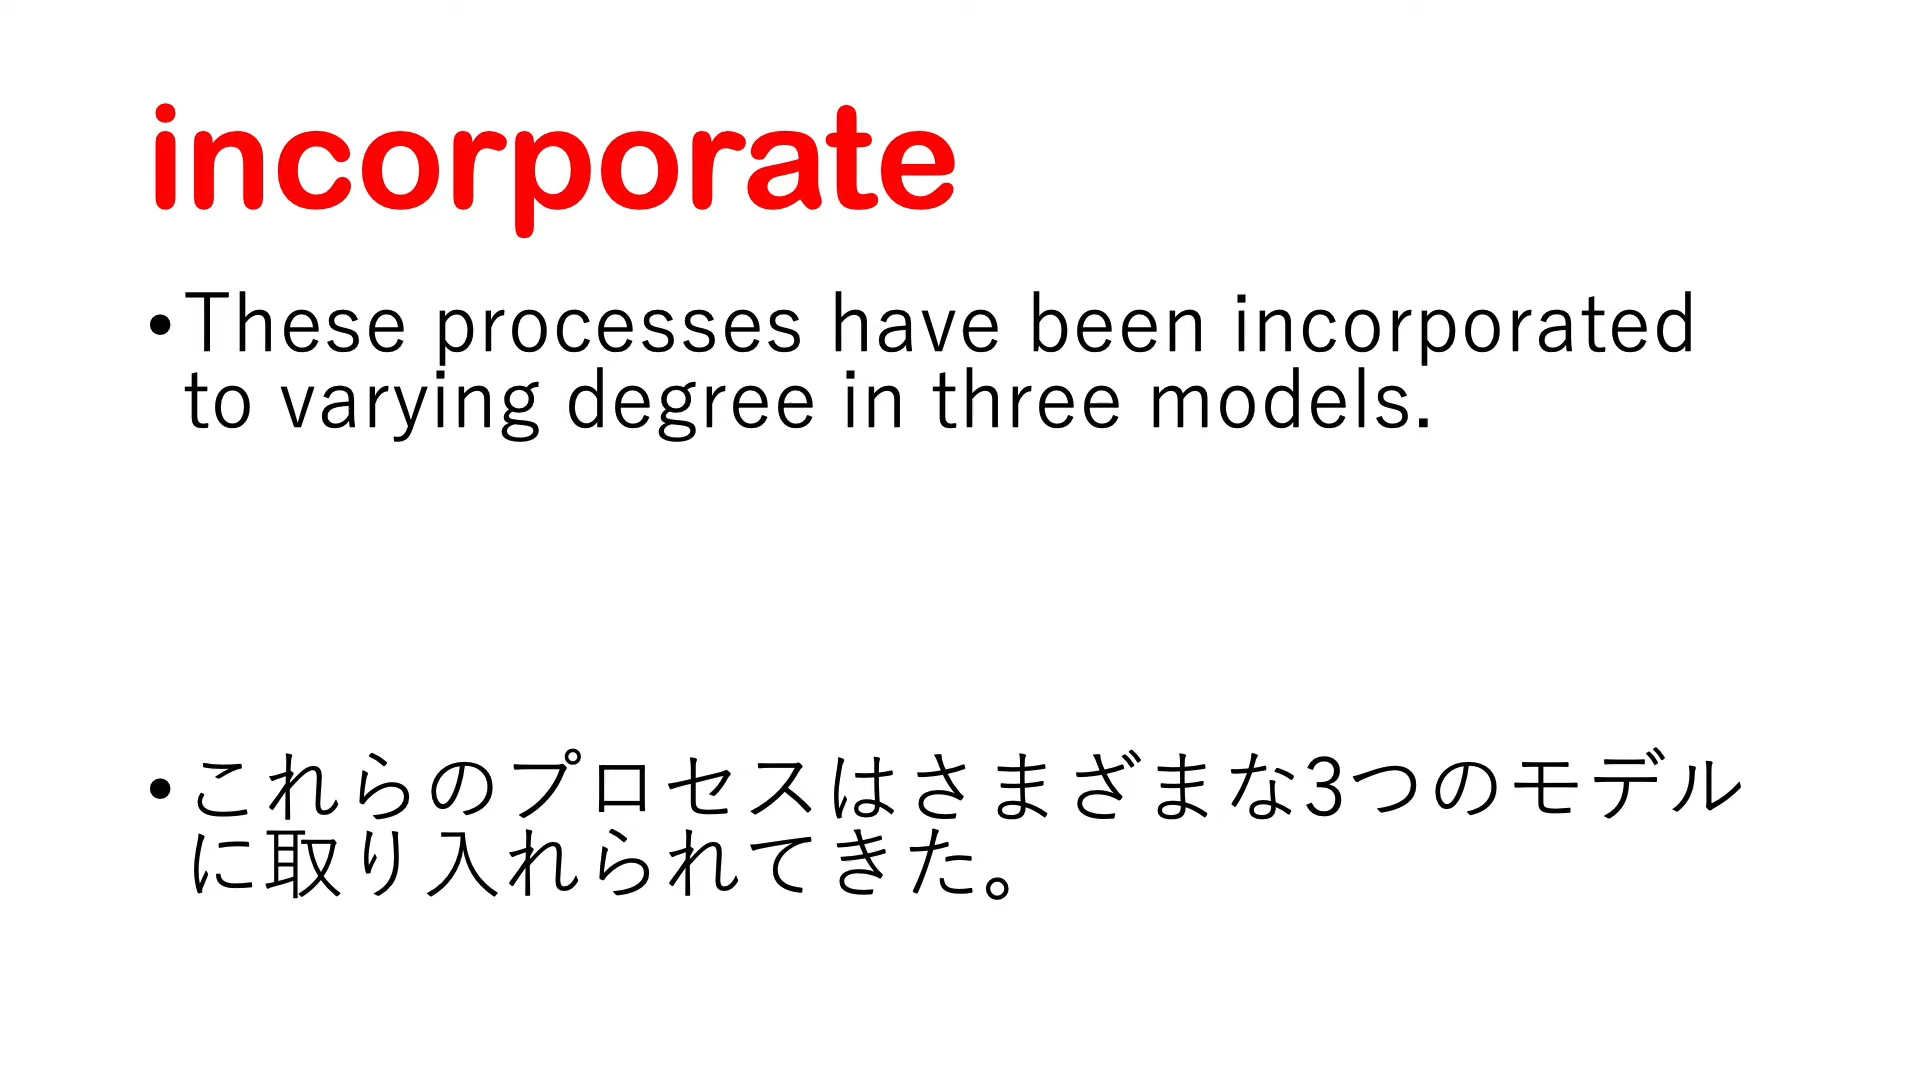 incorporate
•These processes have been incorporated
to varying degree in three models.
•これらのプロセスはさまざまな3つのモデル
に取り入れられてきた。